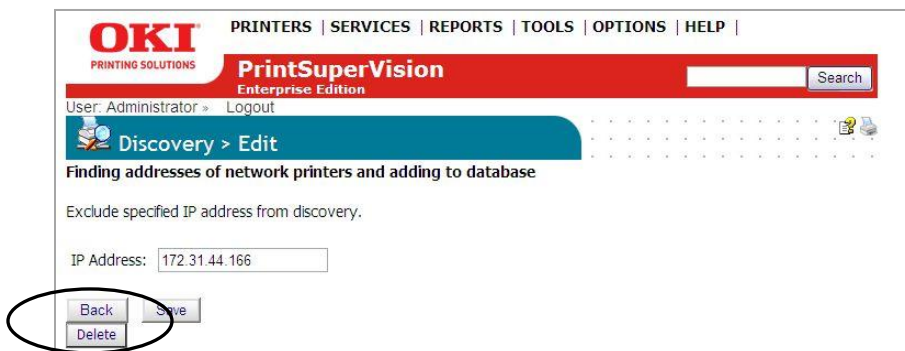 OKI
PRINTING SOLUTIONS
PRINTERS | SERVICES | REPORTS | TOOLS | OPTIONS | HELP |
PrintSuperVision
Enterprise Edition
Search
User: Administrator » Logout
Discovery > Edit
Finding addresses of network printers and adding to database
Exclude specified IP address from discovery.
IP Address: 172.31.44.166
Back Save
Delete